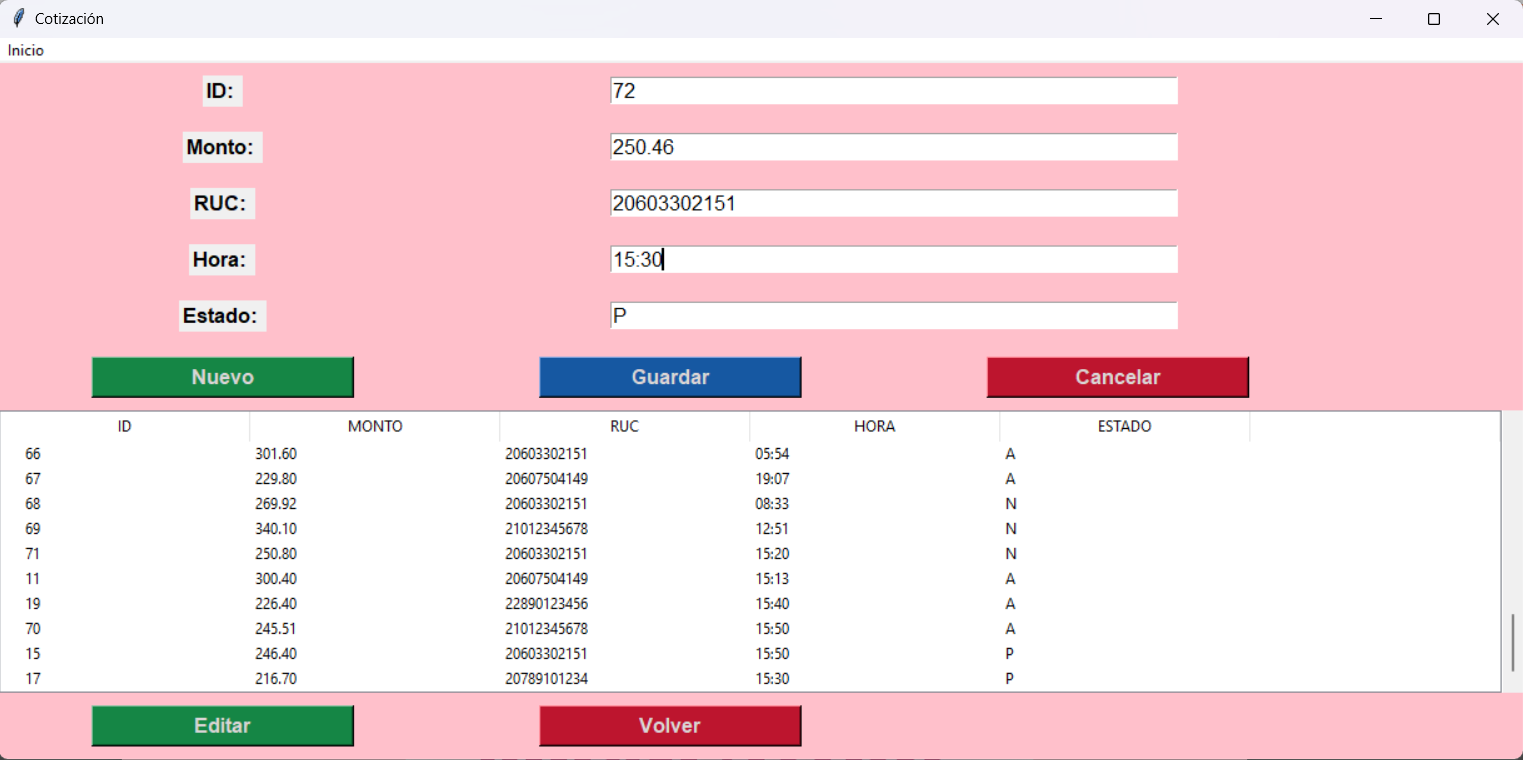 Cotización
Inicio
ID: 72
Monto: 250.46
RUC: 20603302151
Hora: 15:30
Estado: P
Nuevo Guardar Cancelar
ID MONTO RUC HORA ESTADO
66 301.60 20603302151 05:54 A
67 229.80 20607504149 19:07 A
68 269.92 20603302151 08:33 N
69 340.10 21012345678 12:51 N
71 250.80 20603302151 15:20 N
11 300.40 20607504149 15:13 A
19 226.40 22890123456 15:40 A
70 245.51 21012345678 15:50 A
15 246.40 20603302151 15:50 P
17 216.70 20789101234 15:30 P
Editar Volver